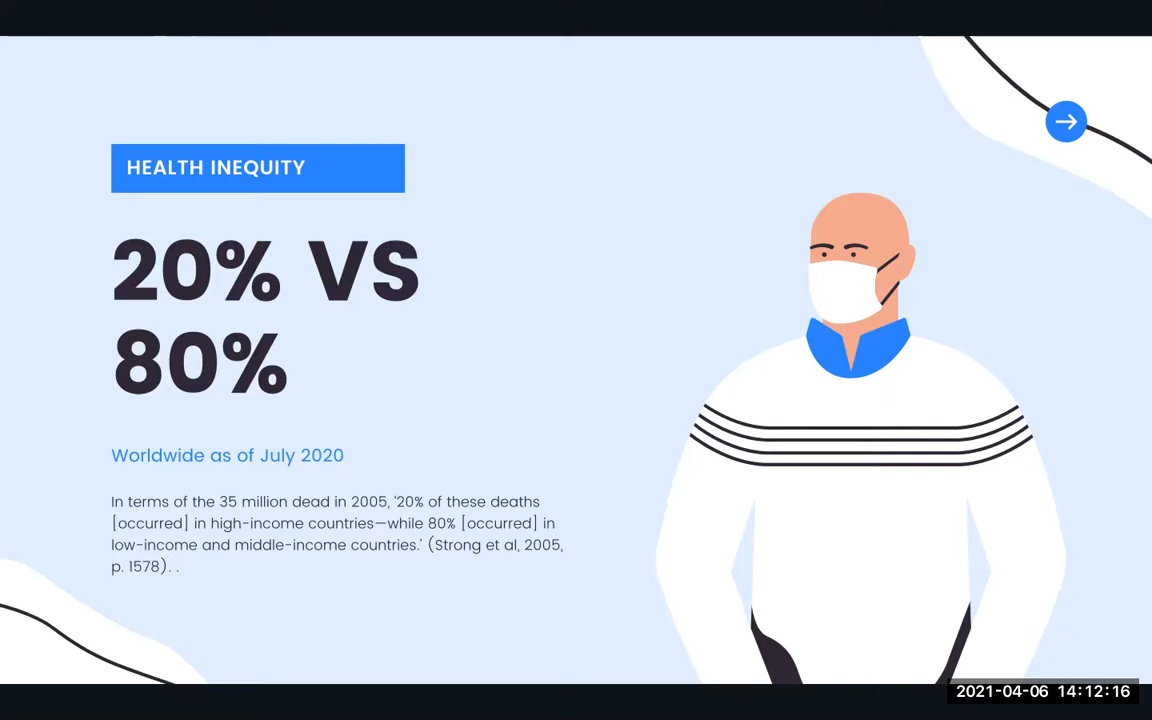 HEALTH INEQUITY
20% VS
80%
Worldwide as of July 2020
In terms of the 35 million dead in 2005, '20% of these deaths
[occurred] in high-income countries—while 80% [occurred] in
low-income and middle-income countries.' (Strong et al, 2005,
p. 1578). .
2021-04-06 14:12:16